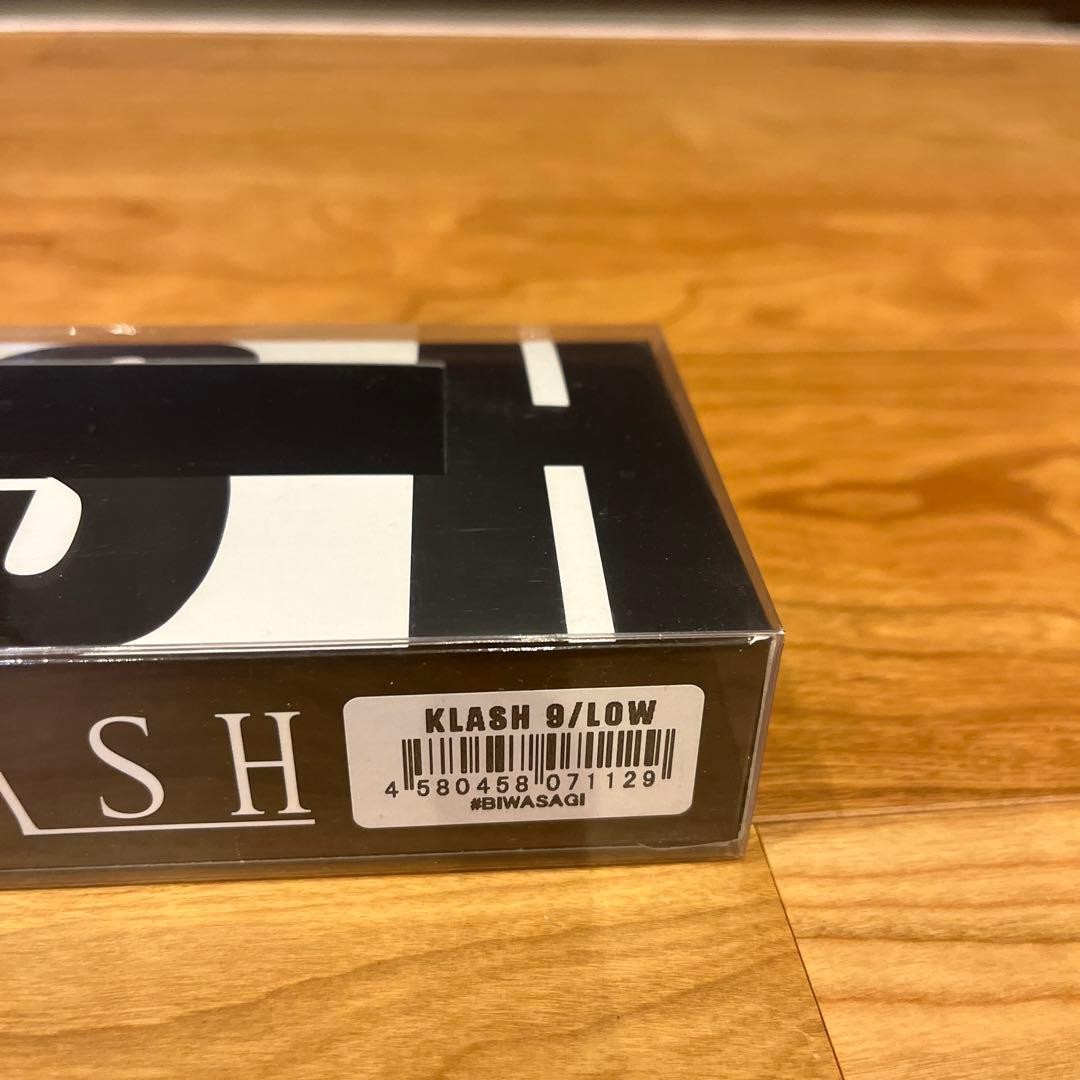 ASH
KLASH 9/LOW
4 580458 071129
#BIWASAGI